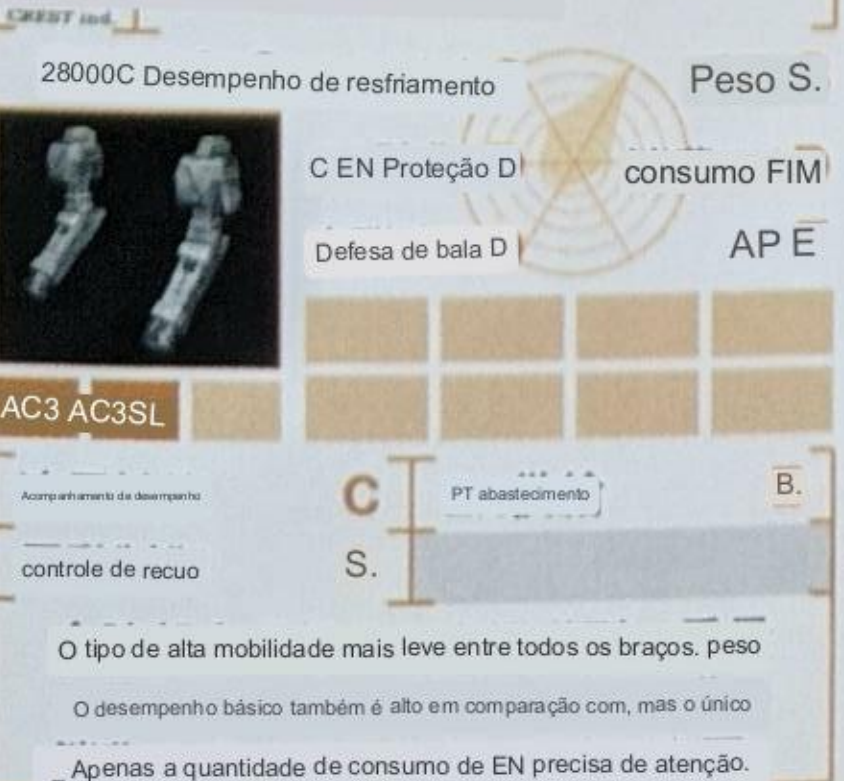 CREST ind.
28000C Desempenho de resfriamento
Peso S.
C EN Proteção D
consumo FIM
Defesa de bala D
AP E
AC3 AC3SL
Acompanhamento de desempenho
C
PT abastecimento
B.
controle de recuo
S.
O tipo de alta mobilidade mais leve entre todos os braços. peso
O desempenho básico também é alto em comparação com, mas o único
Apenas a quantidade de consumo de EN precisa de atenção.